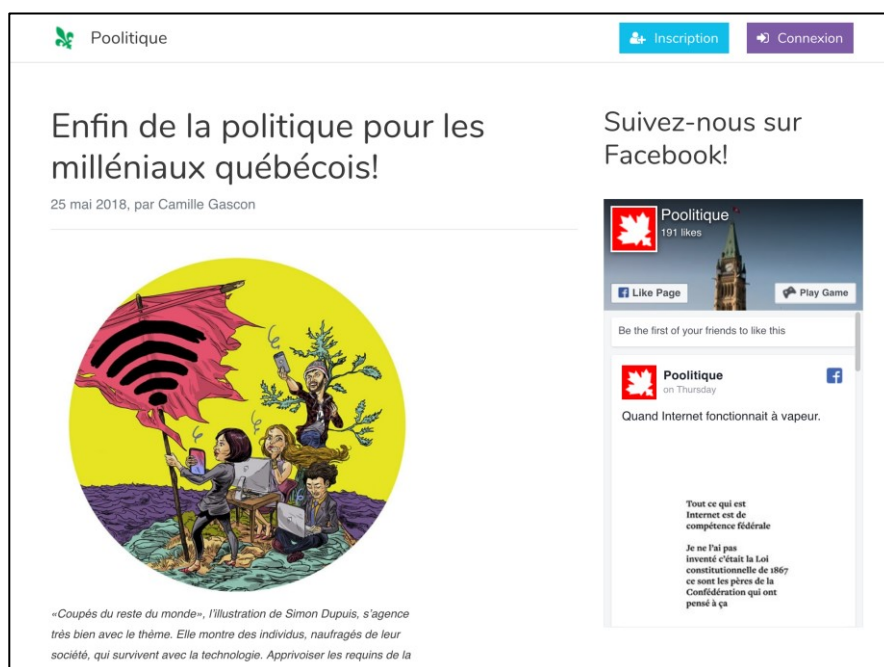 Poolitique
Inscription
Connexion
Enfin de la politique pour les
milléniaux québécois!
25 mai 2018, par Camille Gascon
«Coupés du reste du monde», l'illustration de Simon Dupuis, s'agence
très bien avec le thème. Elle montre des individus, naufragés de leur
société, qui survivent avec la technologie. Apprivoiser les requins de la
Suivez-nous sur
Facebook!
Poolitique
191 likes
Like Page
Play Game
Be the first of your friends to like this
Poolitique
on Thursday
Quand Internet fonctionnait à vapeur.
Tout ce qui est
Internet est de
compétence fédérale
Je ne l'ai pas
inventé c'était la Loi
constitutionnelle de 1867
ce sont les pères de la
Confédération qui ont
pensé à ça